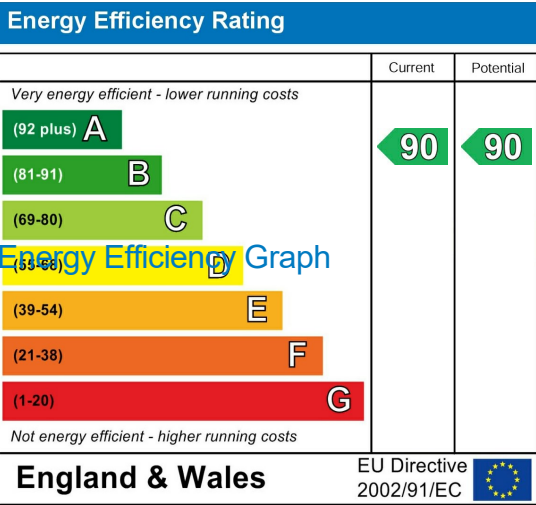 Energy Efficiency Rating
Current Potential
Very energy efficient - lower running costs
(92 plus) A
90 90
(81-91) B
(69-80) C
Energy Efficiency Graph
(55-68) D
(39-54) E
(21-38) F
(1-20) G
Not energy efficient - higher running costs
England & Wales
EU Directive
2002/91/EC